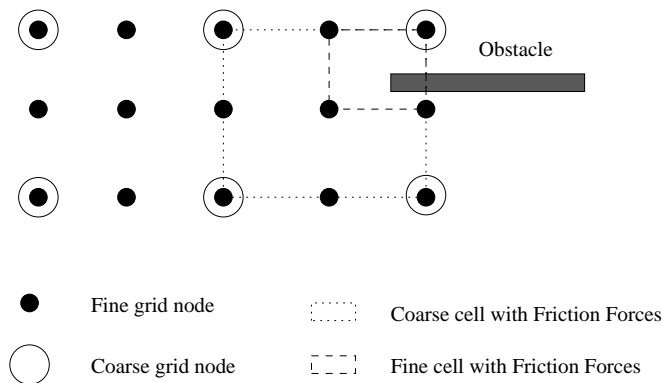 Obstacle
Fine grid node
Coarse cell with Friction Forces
Coarse grid node
Fine cell with Friction Forces